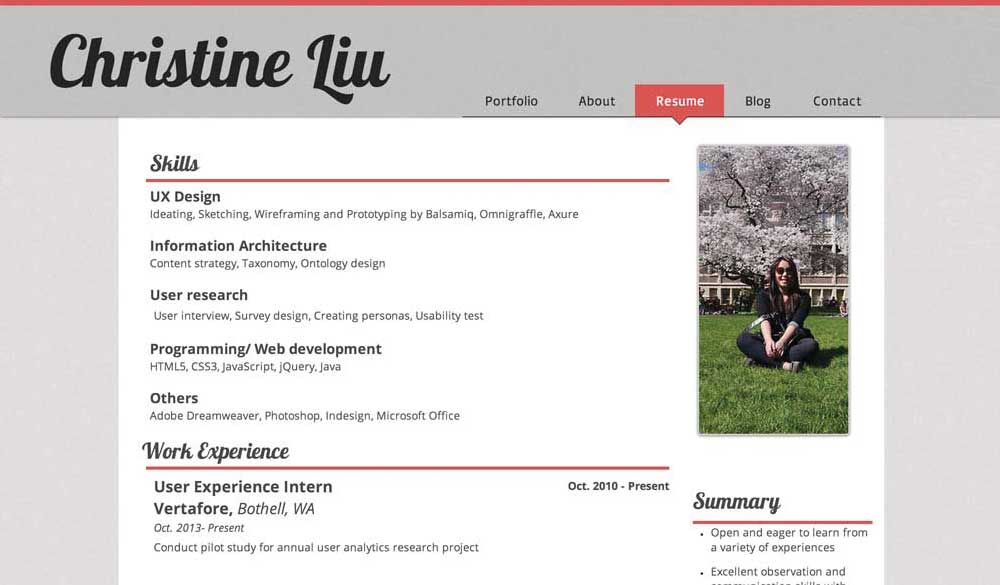 Christine Liu
Portfolio About Resume Blog Contact
Skills
UX Design
Ideating, Sketching, Wireframing and Prototyping by Balsamiq, Omnigraffle, Axure
Information Architecture
Content strategy, Taxonomy, Ontology design
User research
User interview, Survey design, Creating personas, Usability test
Programming/ Web development
HTML5, CSS3, JavaScript, jQuery, Java
Others
Adobe Dreamweaver, Photoshop, Indesign, Microsoft Office
Work Experience
User Experience Intern Oct. 2010 - Present
Vertafore, Bothell, WA
Oct. 2013- Present
Conduct pilot study for annual user analytics research project
Summary
Open and eager to learn from
a variety of experiences
Excellent observation and
communication skills with